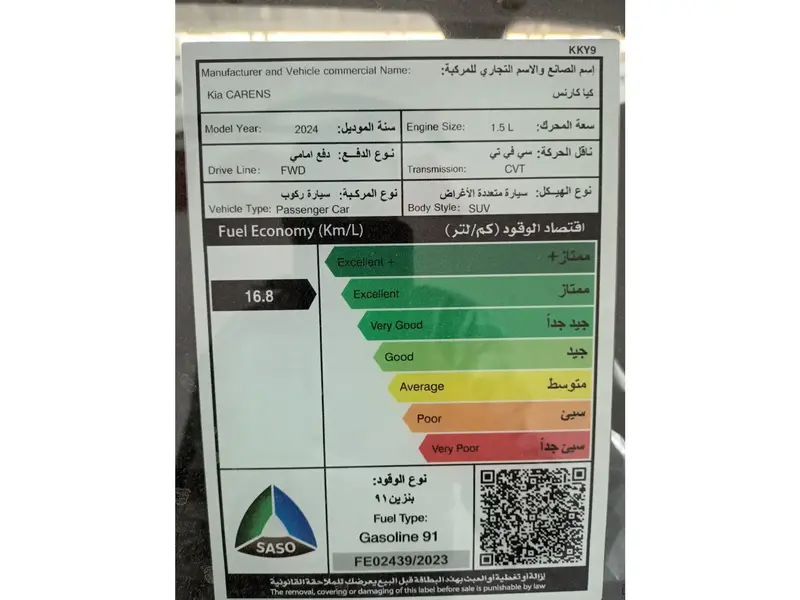 KKY9
Manufacturer and Vehicle commercial Name: إسم الصانع والاسم التجاري للمركبة:
Kia CARENS كيا كارنس
Model Year: 2024 سنة الموديل: Engine Size: 1.5 L سعة المحرك:
نوع الدفع: دفع امامي ناقل الحركة: سي في تي
Drive Line: FWD Transmission: CVT
نوع المركبة: سيارة ركوب نوع الهيكل: سيارة متعددة الأغراض
Vehicle Type: Passenger Car Body Style: SUV
Fuel Economy (Km/L) اقتصاد الوقود (كم/لتر)
Excellent + ممتاز+
16.8 Excellent ممتاز
Very Good جيد جداً
Good جيد
Average متوسط
Poor سيئ
Very Poor سيئ جداً
نوع الوقود:
بنزين ٩١
Fuel Type:
Gasoline 91
SASO
FE02439/2023
إزالة أو تغطية أو العبث بهذه البطاقة قبل البيع يعرضك للملاحقة القانونية
The removal, covering or damaging of this label before sale is punishable by law